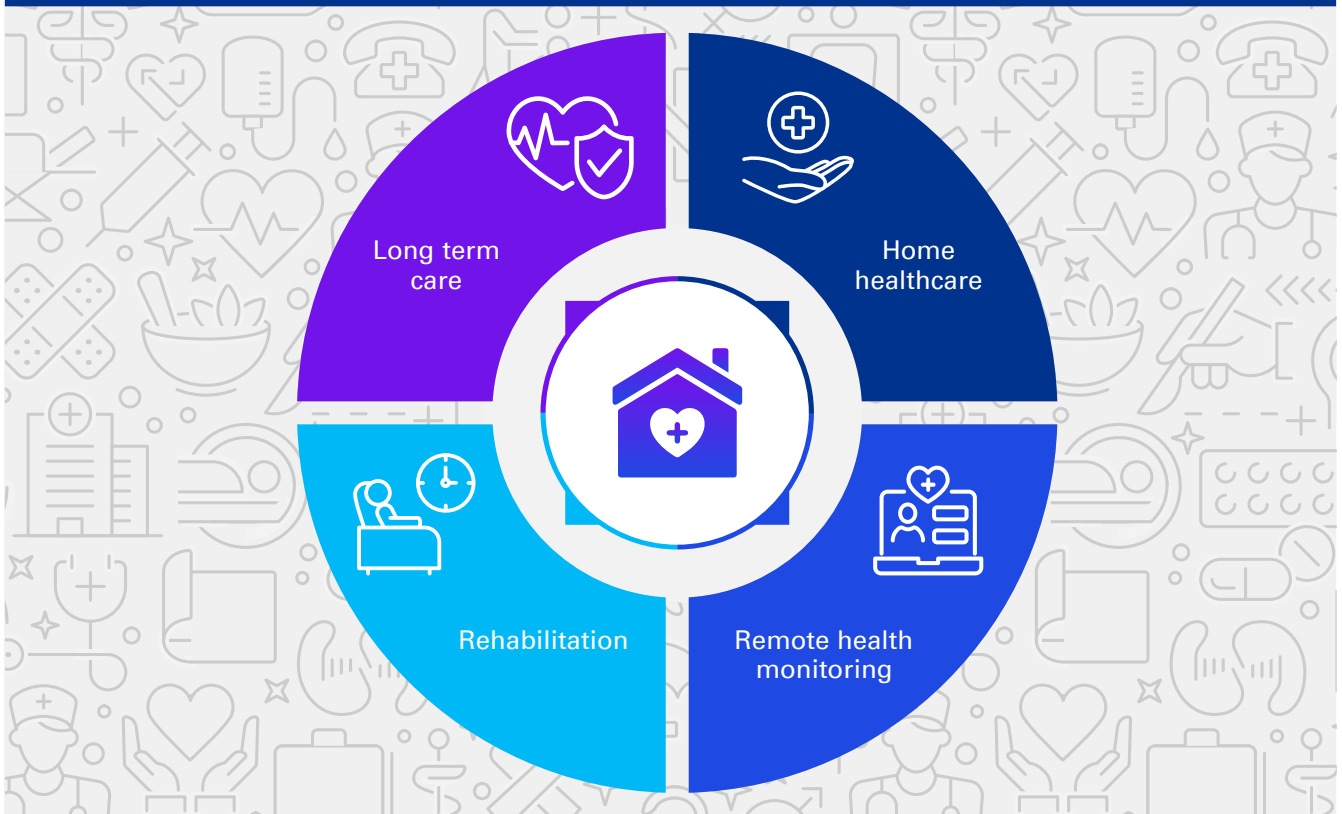 Long term
care
Home
healthcare
Rehabilitation
Remote health
monitoring